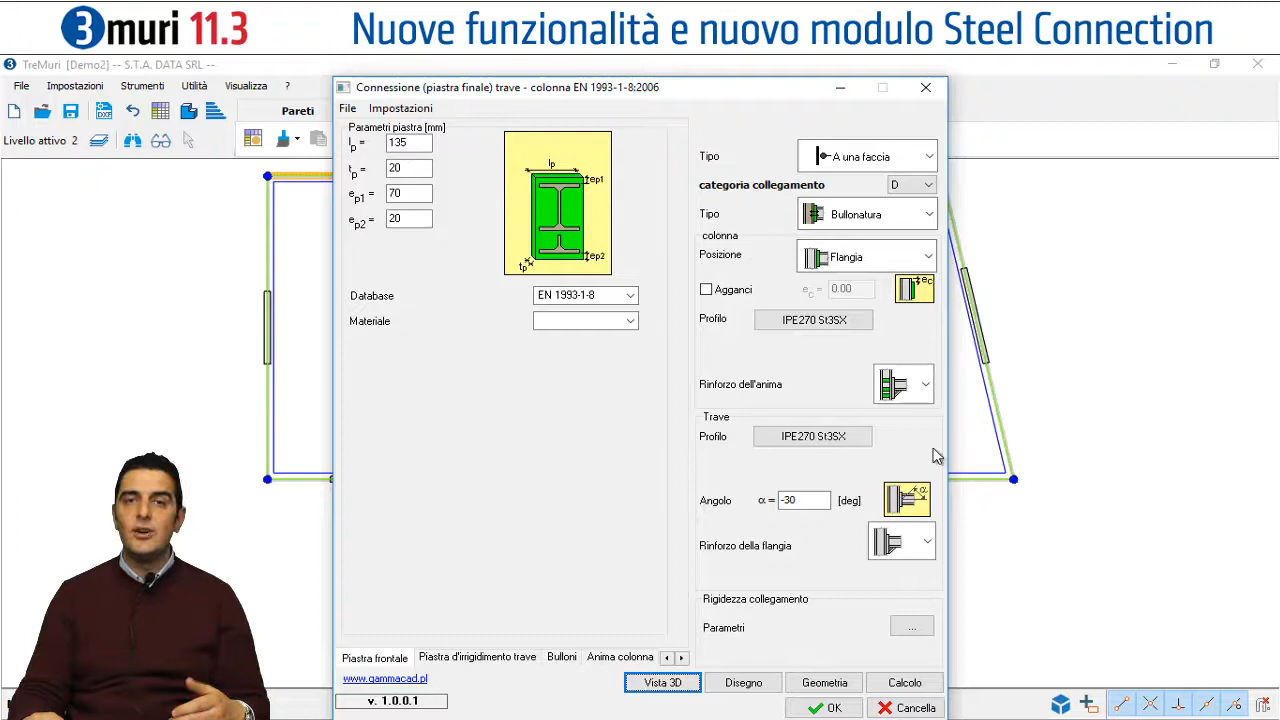 3muri 11.3 Nuove funzionalità e nuovo modulo Steel Connection
3 TreMuri [Demo2] -- S.T.A. DATA SRL --
File Impostazioni Strumenti Utilità Visualizza ?
DXF Pareti
Livello attivo 2
Connessione (piastra finale) trave - colonna EN 1993-1-8:2006
File Impostazioni
Parametri piastra [mm]
lp = 135
tp = 20
ep1 = 70
ep2 = 20
lp
ep1
ep2
tp
Database EN 1993-1-8
Materiale
Tipo A una faccia
categoria collegamento D
Tipo Bullonatura
colonna
Posizione Flangia
Agganci ec = 0.00 ec
Profilo IPE270 St3SX
Rinforzo dell'anima
Trave
Profilo IPE270 St3SX
Angolo α = -30 [deg] α
Rinforzo della flangia
Rigidezza collegamento
Parametri ...
Piastra frontale Piastra d'irrigidimento trave Bulloni Anima colonna
www.gammacad.pl
v. 1.0.0.1
Vista 3D Disegno Geometria Calcolo
OK Cancella